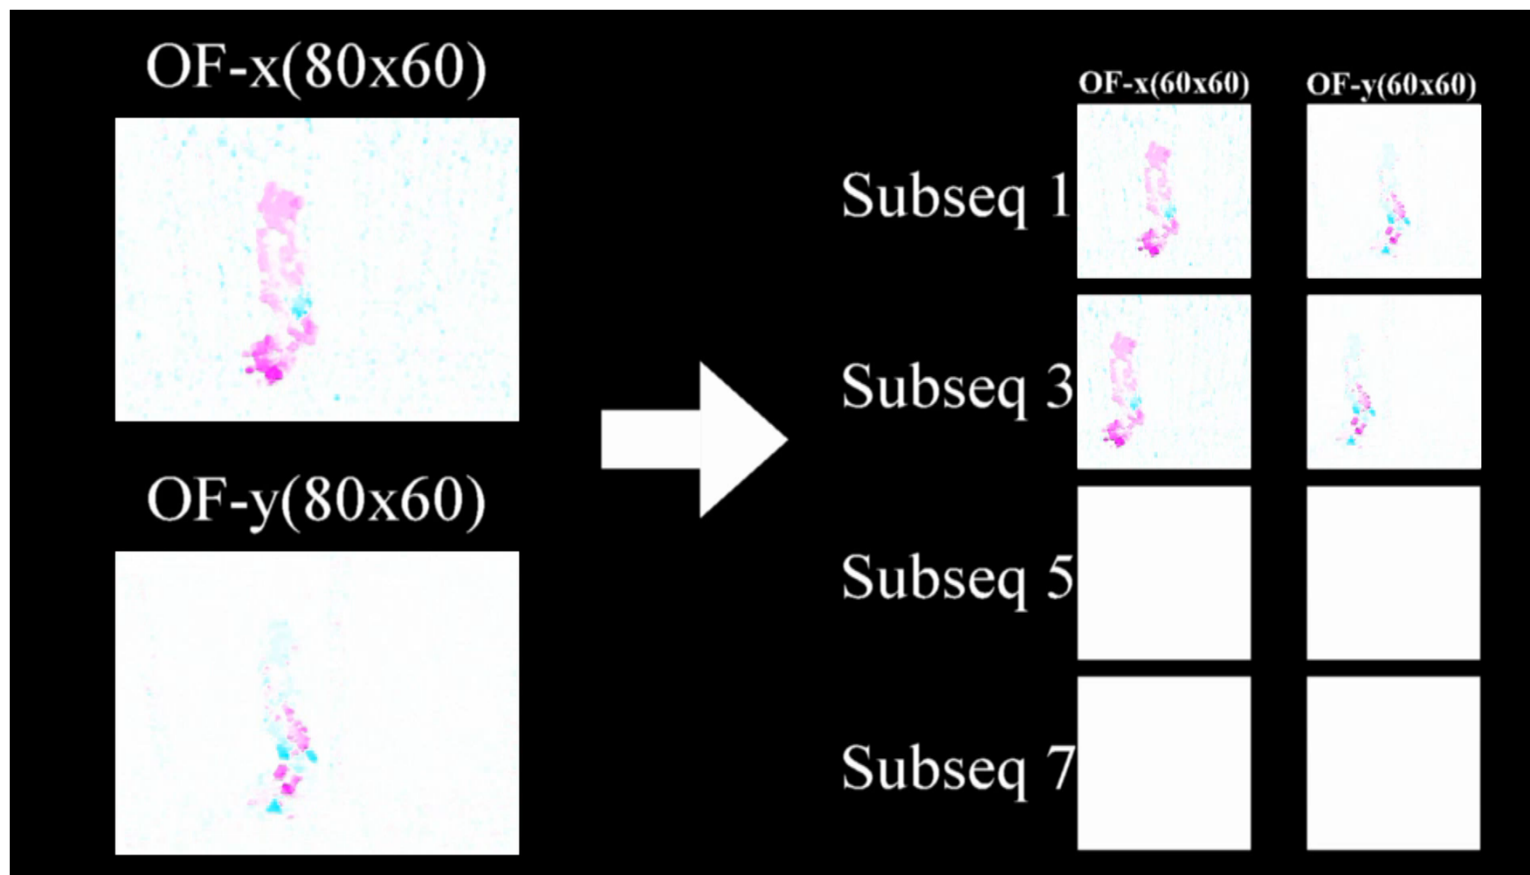 OF-x(80x60)
OF-y(80x60)
OF-x(60x60) OF-y(60x60)
Subseq 1
Subseq 3
Subseq 5
Subseq 7